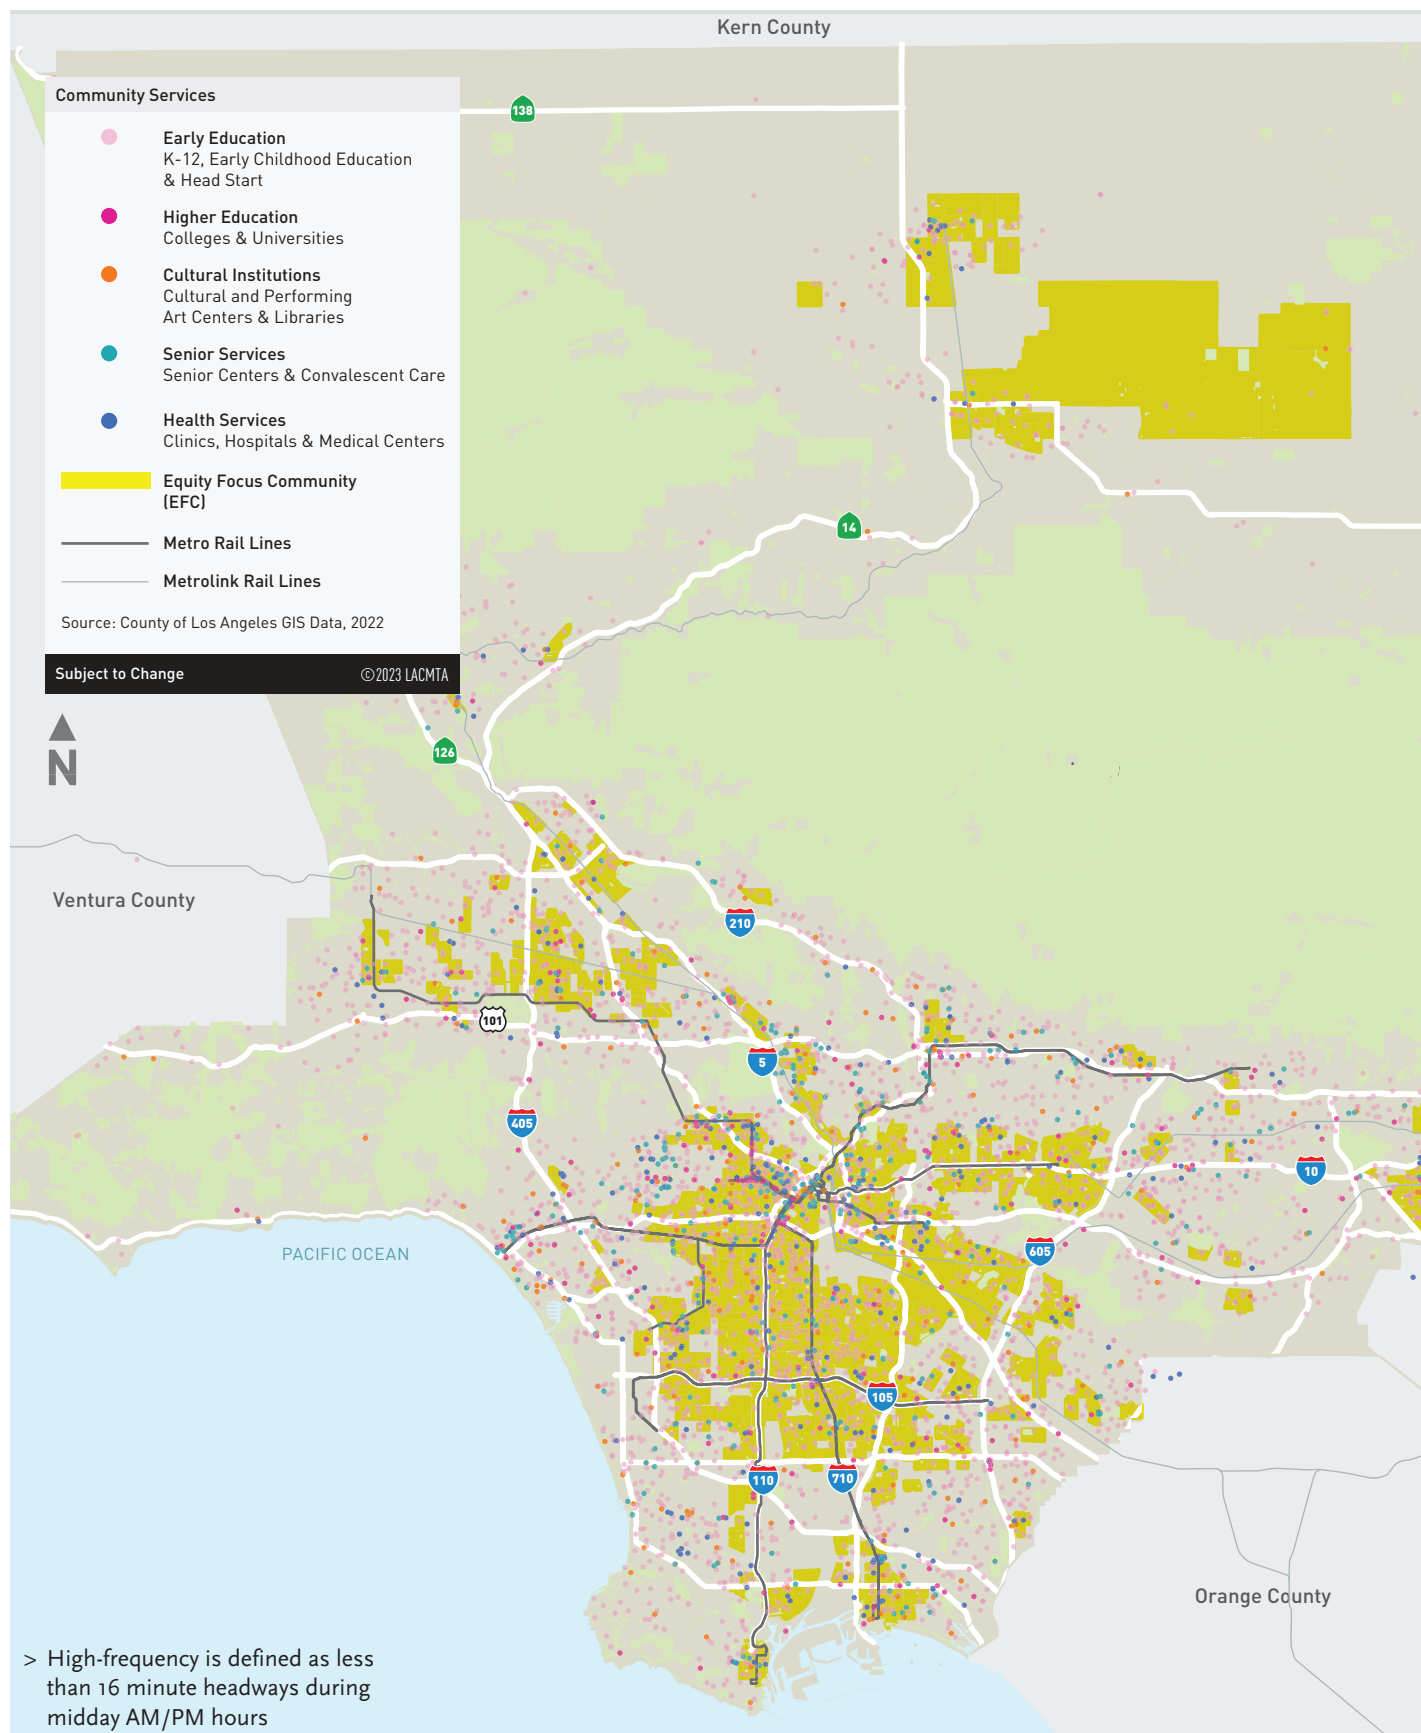 Kern County
Community Services
Early Education
K-12, Early Childhood Education
& Head Start
Higher Education
Colleges & Universities
Cultural Institutions
Cultural and Performing
Art Centers & Libraries
Senior Services
Senior Centers & Convalescent Care
Health Services
Clinics, Hospitals & Medical Centers
Equity Focus Community
(EFC)
Metro Rail Lines
Metrolink Rail Lines
Source: County of Los Angeles GIS Data, 2022
Subject to Change
©2023 LACMTA
138
14
N
126
Ventura County
210
101
5
405
10
PACIFIC OCEAN
605
105
110
710
Orange County
> High-frequency is defined as less
than 16 minute headways during
midday AM/PM hours